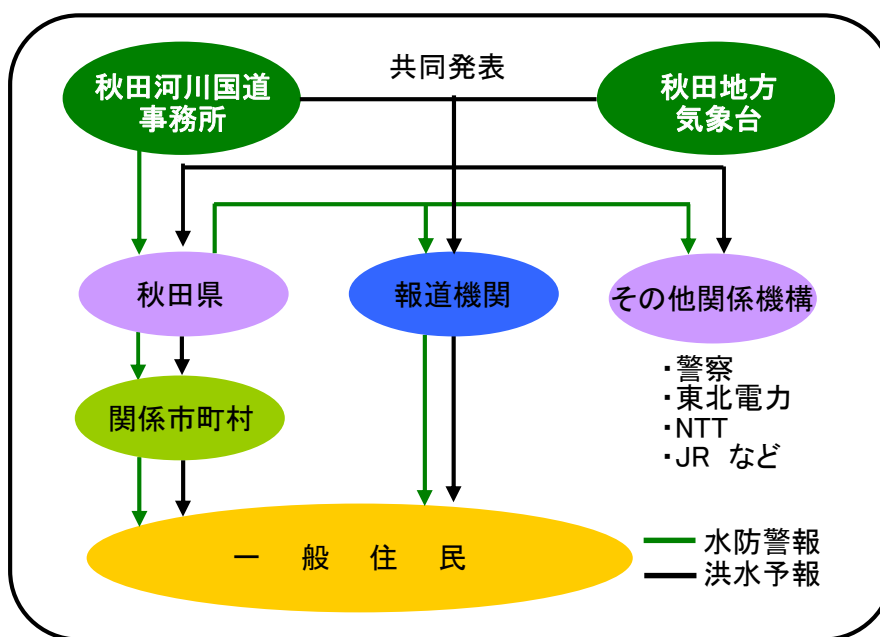 共同発表
秋田河川国道
事務所
秋田地方
気象台
秋田県
報道機関
その他関係機構
・警察
・東北電力
・NTT
・JR など
関係市町村
一 般 住 民
水防警報
洪水予報